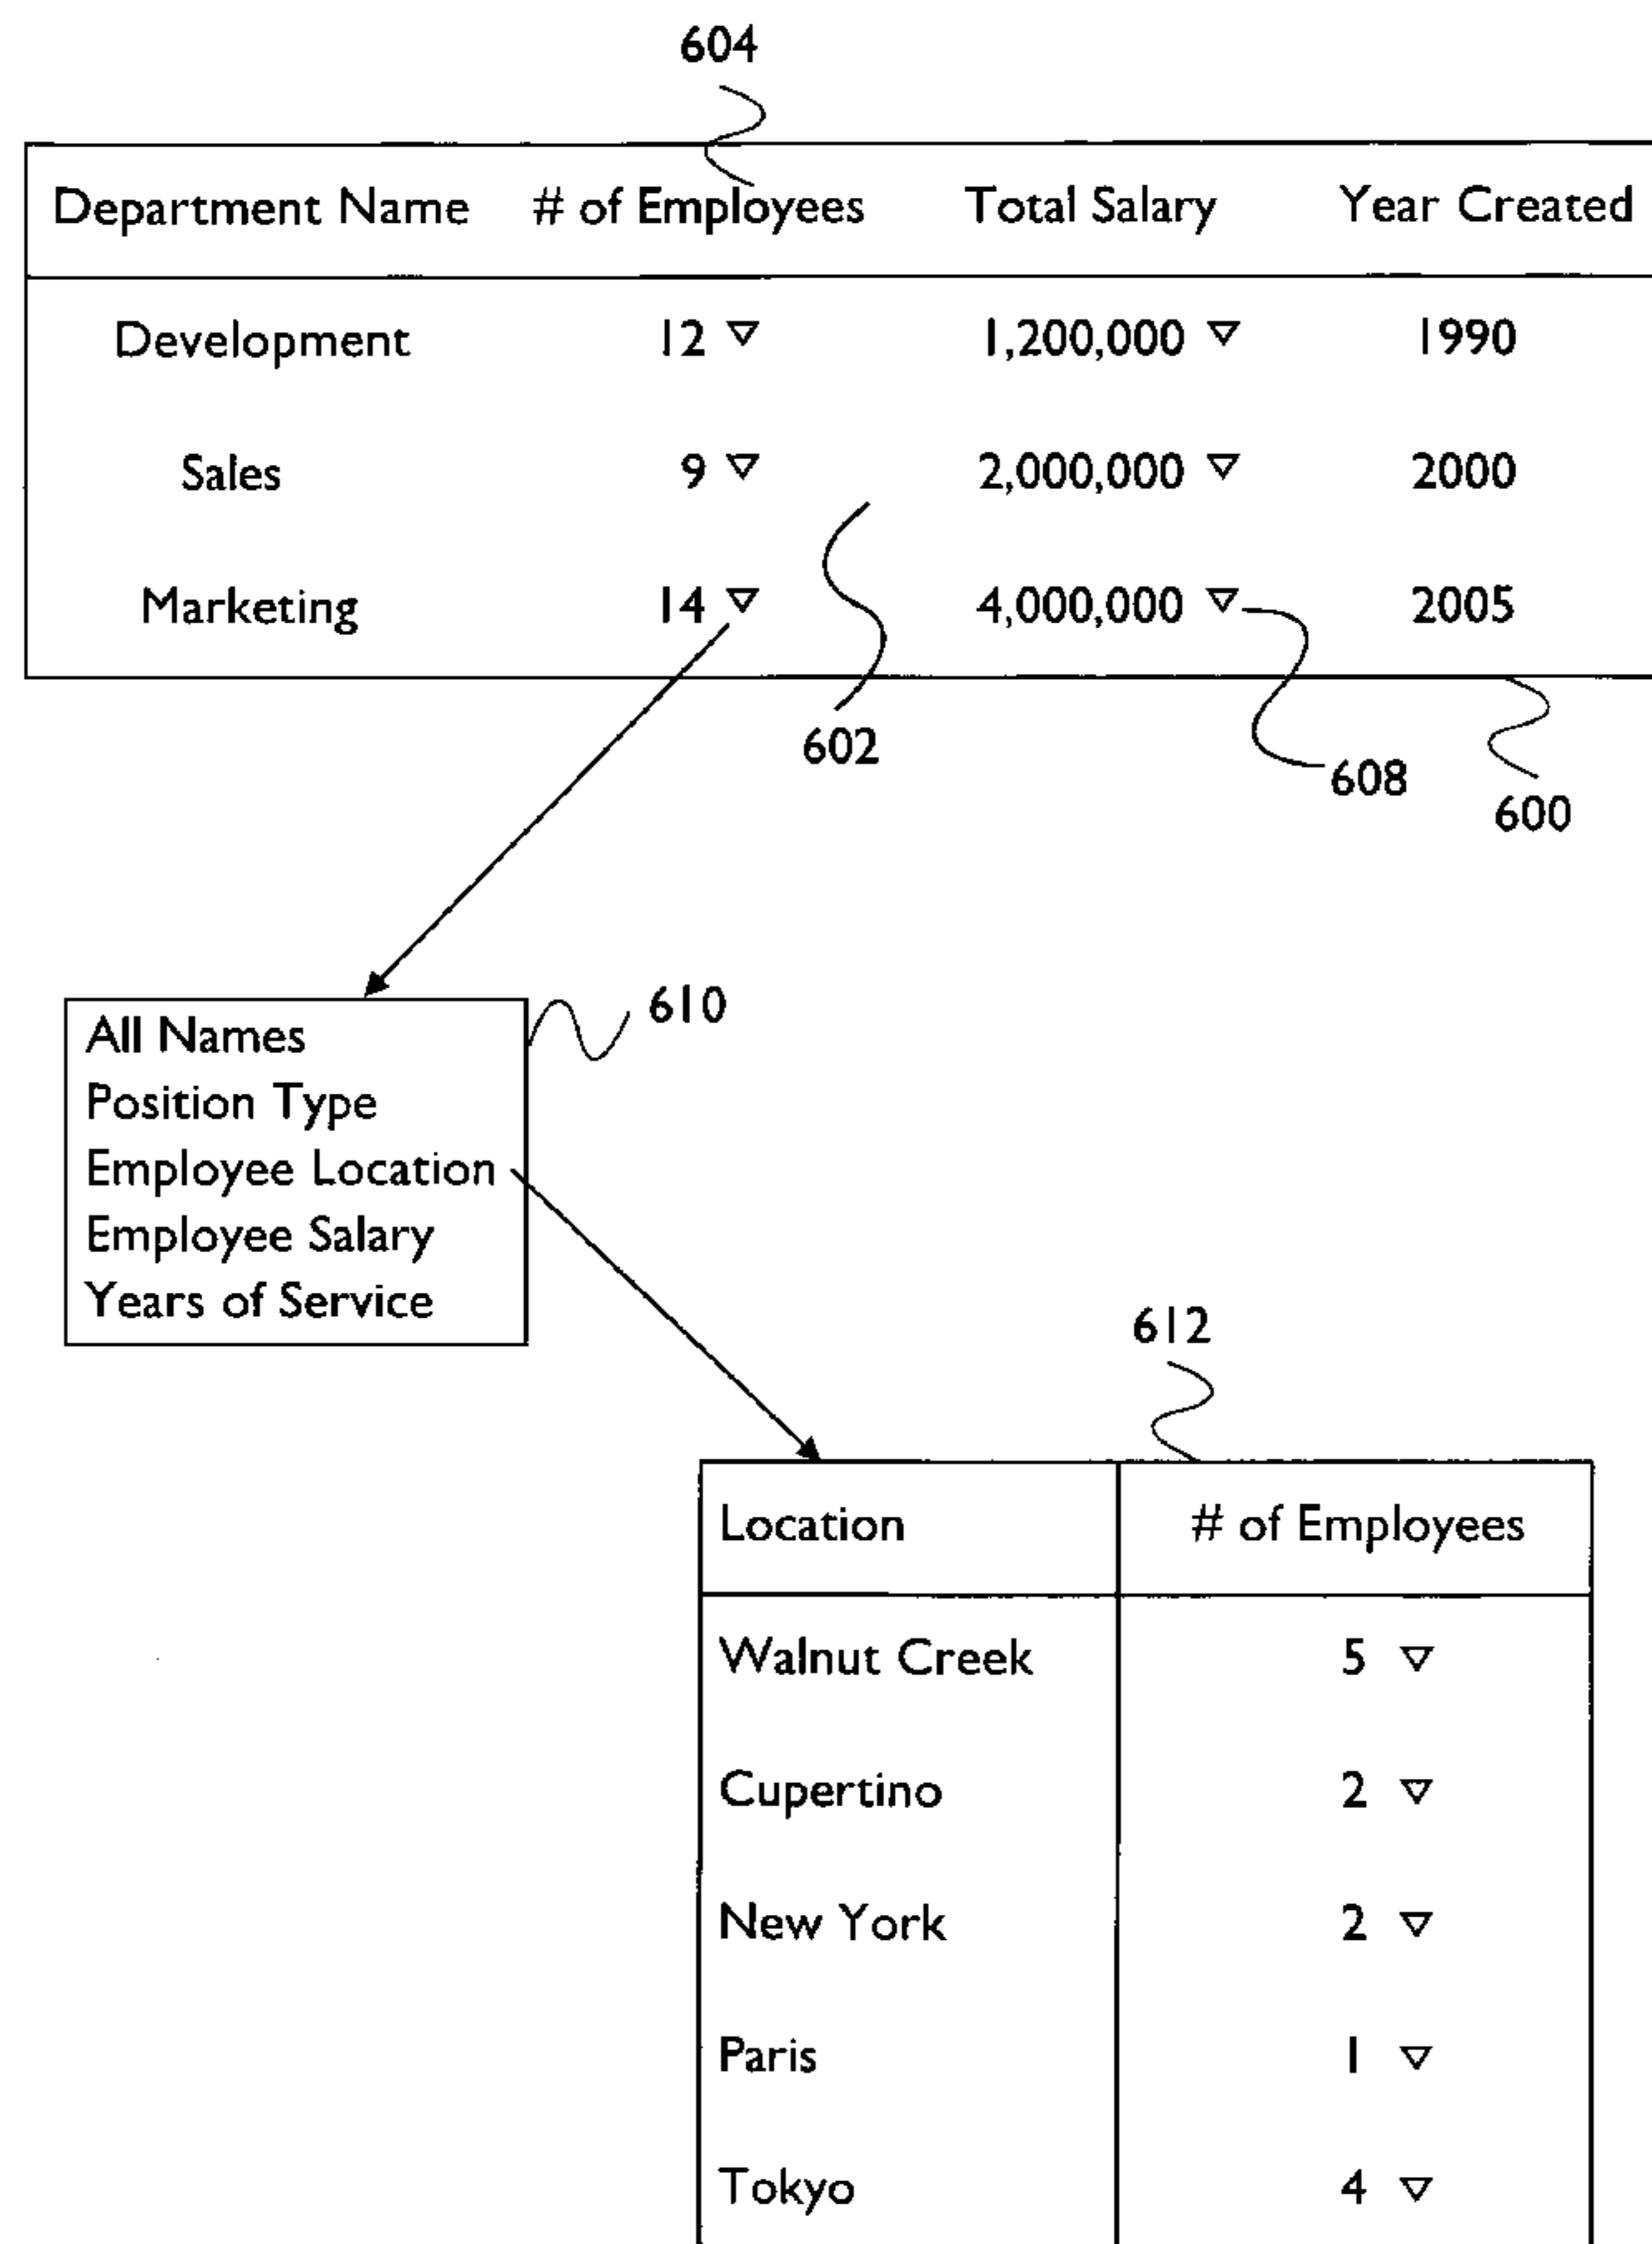 604
Department Name # of Employees Total Salary Year Created
Development 12 ▽ 1,200,000 ▽ 1990
Sales 9 ▽ 2,000,000 ▽ 2000
Marketing 14 ▽ 4,000,000 ▽ 2005
602
608
600
610
All Names
Position Type
Employee Location
Employee Salary
Years of Service
612
Location # of Employees
Walnut Creek 5 ▽
Cupertino 2 ▽
New York 2 ▽
Paris 1 ▽
Tokyo 4 ▽